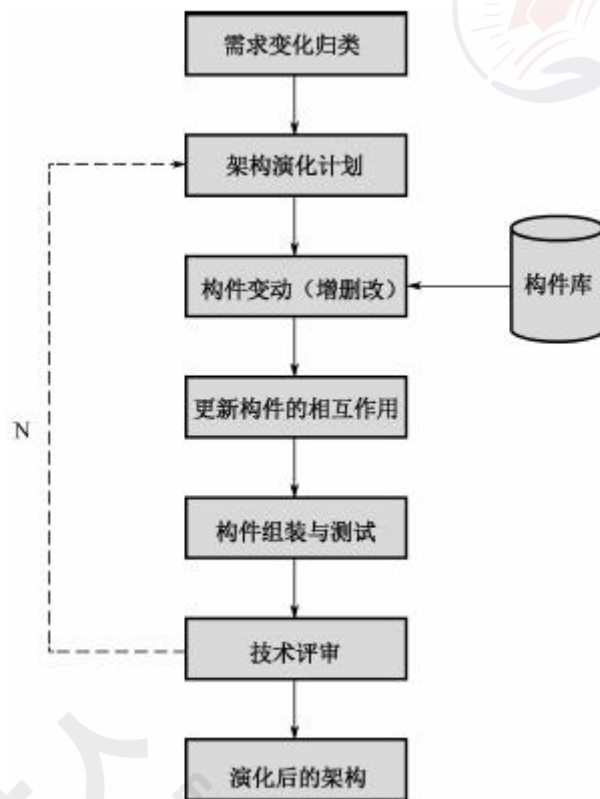 需求变化归类
架构演化计划
构件变动（增删改）
构件库
更新构件的相互作用
N
构件组装与测试
技术评审
演化后的架构
人